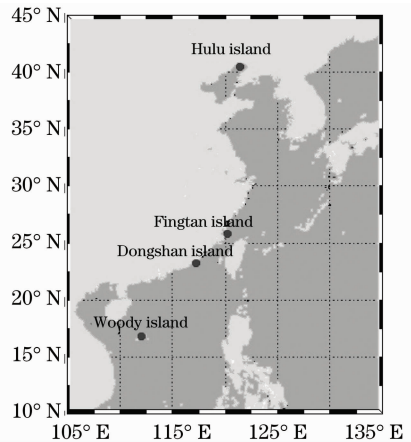 45° N
Hulu island
40° N
35° N
30° N
Fingtan island
25° N
Dongshan island
20° N
Woody island
15° N
10° N
105° E 115° E 125° E 135° E